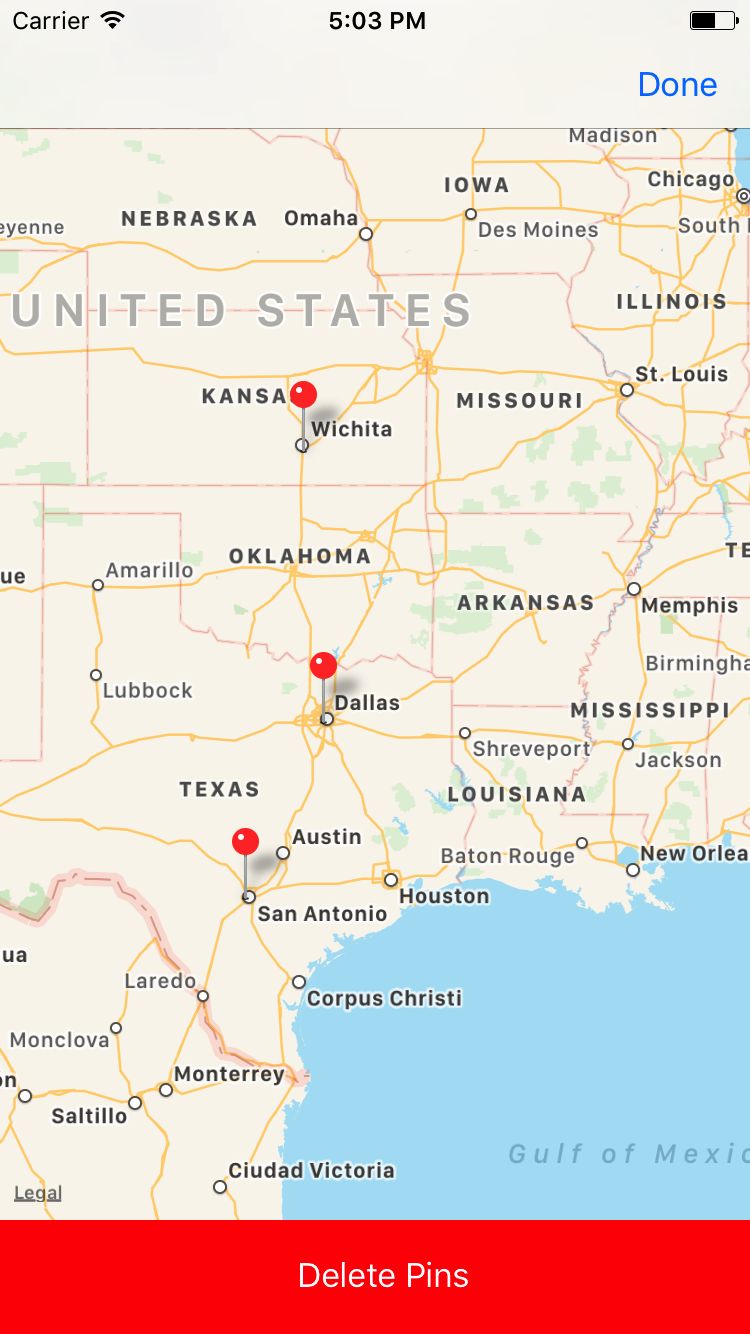 Carrier 5:03 PM
Done
Madison
IOWA
Chicago
NEBRASKA
Omaha
eyenne
Des Moines
South
UNITED STATES
ILLINOIS
St. Louis
KANSA
MISSOURI
Wichita
OKLAHOMA
TE
Amarillo
ue
ARKANSAS
Memphis
Birmingha
Lubbock
Dallas
MISSISSIPPI
Shreveport
Jackson
TEXAS
LOUISIANA
Austin
Baton Rouge
New Orlea
Houston
San Antonio
ua
Laredo
Corpus Christi
Monclova
on
Monterrey
Saltillo
Gulf of Mexic
Ciudad Victoria
Legal
Delete Pins